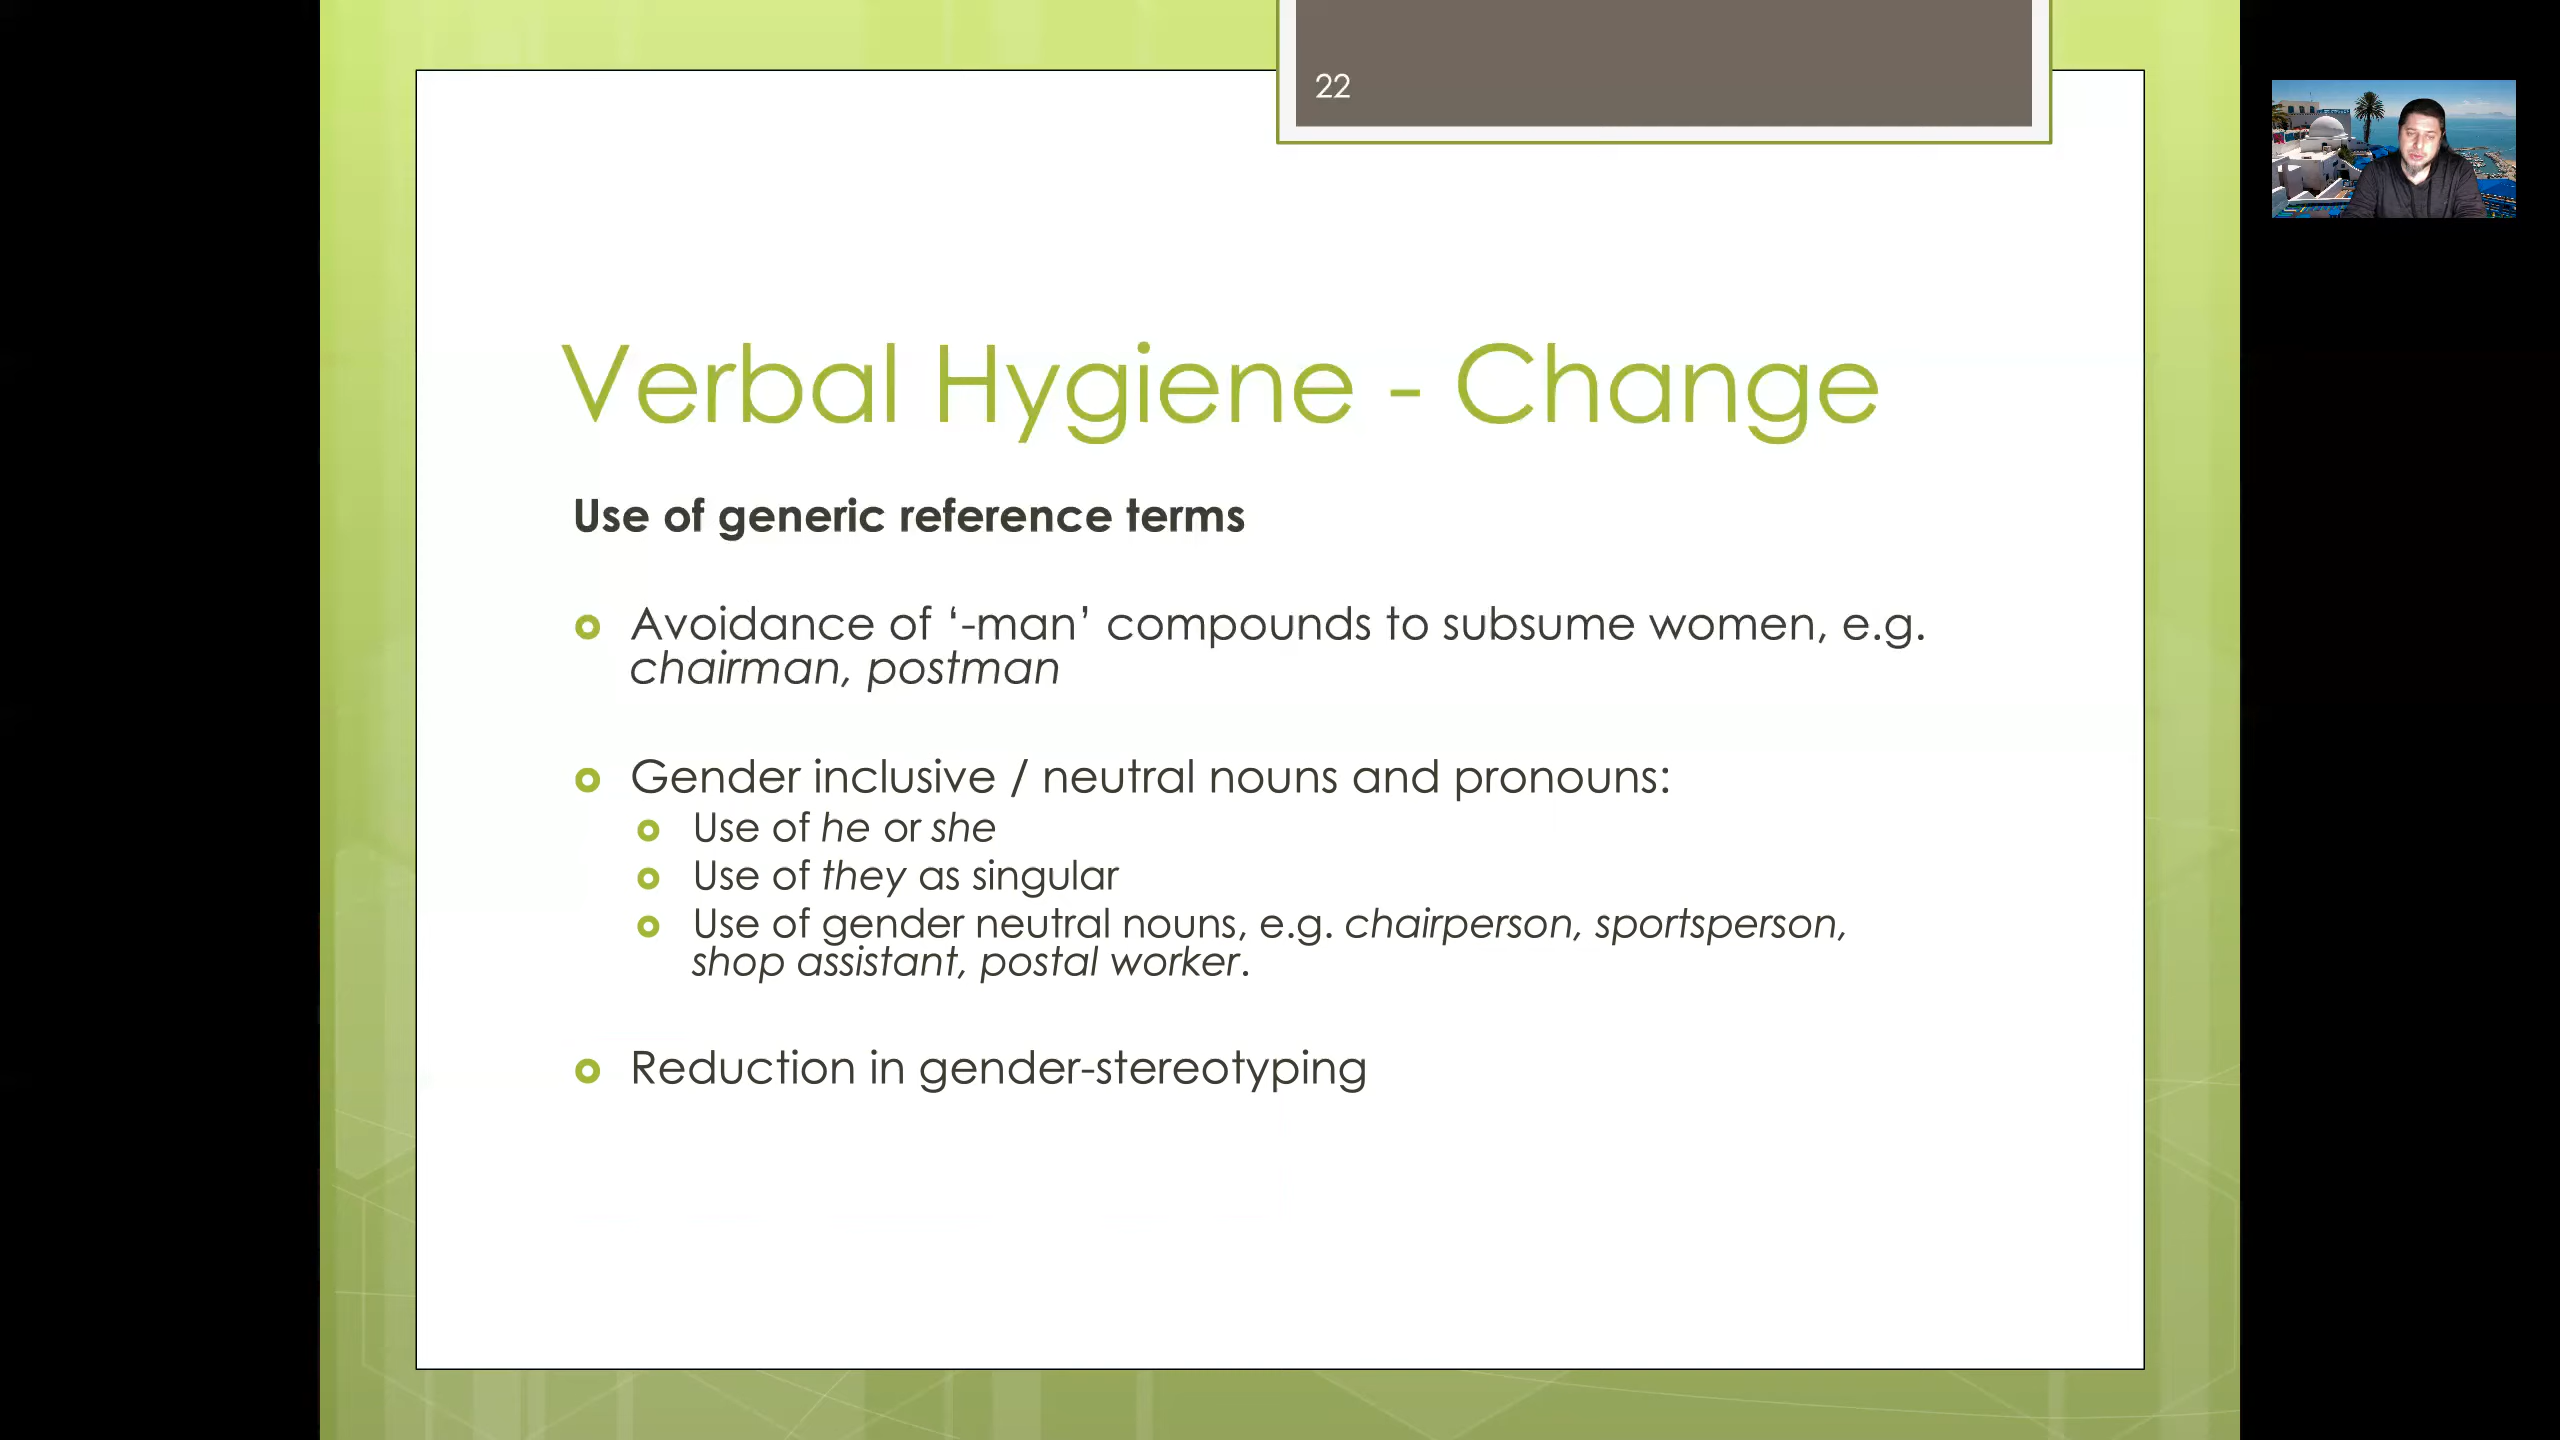 22
Verbal Hygiene - Change
Use of generic reference terms
Avoidance of ‘-man’ compounds to subsume women, e.g.
chairman, postman
Gender inclusive / neutral nouns and pronouns:
Use of he or she
Use of they as singular
Use of gender neutral nouns, e.g. chairperson, sportsperson,
shop assistant, postal worker.
Reduction in gender-stereotyping